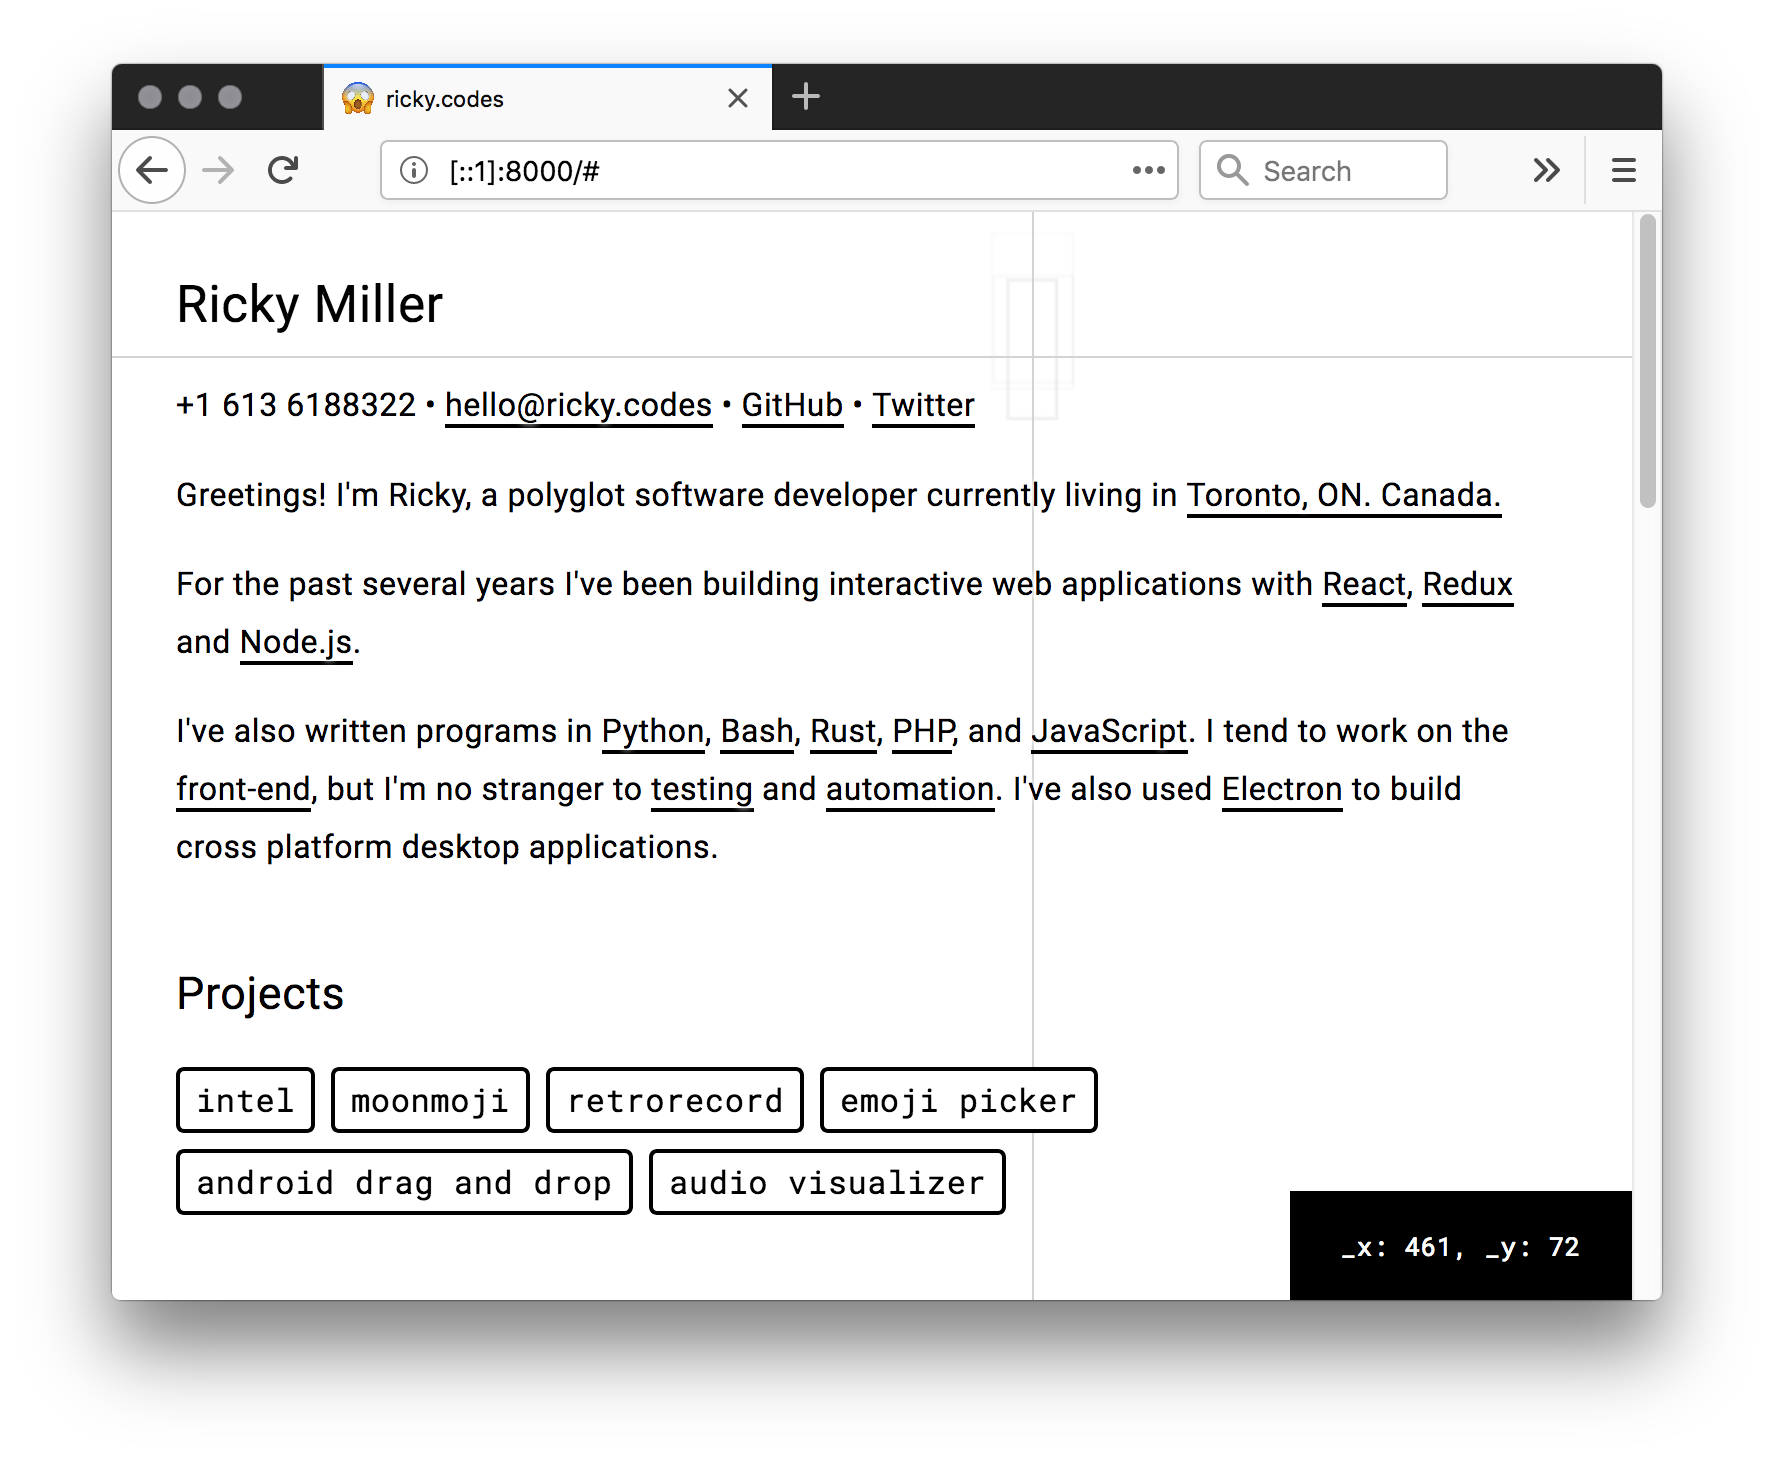 ricky.codes
[::1]:8000/#
Search
Ricky Miller
+1 613 6188322 • hello@ricky.codes • GitHub • Twitter
Greetings! I'm Ricky, a polyglot software developer currently living in Toronto, ON. Canada.
For the past several years I've been building interactive web applications with React, Redux
and Node.js.
I've also written programs in Python, Bash, Rust, PHP, and JavaScript. I tend to work on the
front-end, but I'm no stranger to testing and automation. I've also used Electron to build
cross platform desktop applications.
Projects
intel moonmoji retrorecord emoji picker
android drag and drop audio visualizer
_x: 461, _y: 72